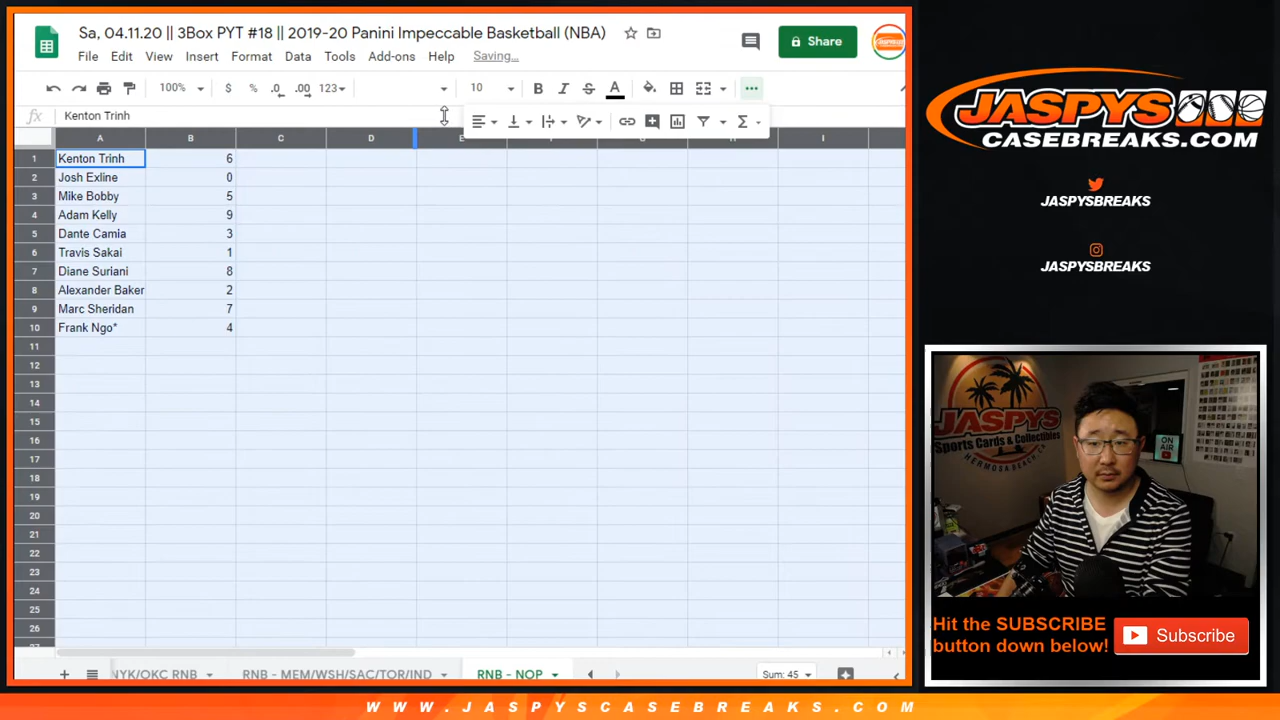 Sa, 04.11.20 || 3Box PYT #18 || 2019-20 Panini Impeccable Basketball (NBA)
File Edit View Insert Format Data Tools Add-ons Help Saving...
Share
100% $ % .0 .00 123 10 B I S A
fx Kenton Trinh
A B C D H I
1 Kenton Trinh 6
2 Josh Exline 0
3 Mike Bobby 5
4 Adam Kelly 9
5 Dante Camia 3
6 Travis Sakai 1
7 Diane Suriani 8
8 Alexander Baker 2
9 Marc Sheridan 7
10 Frank Ngo* 4
11
12
13
14
15
16
17
18
19
20
21
22
23
24
25
26
NYK/OKC RNB RNB - MEM/WSH/SAC/TOR/IND RNB - NOP Sum: 45
JASPYS
CASEBREAKS.COM
JASPYSBREAKS
JASPYSBREAKS
JASPYS
Sports Cards & Collectibles
HERMOSA BEACH, CA
ON AIR
Hit the SUBSCRIBE
button down below!
Subscribe
WWW.JASPYSCASEBREAKS.COM